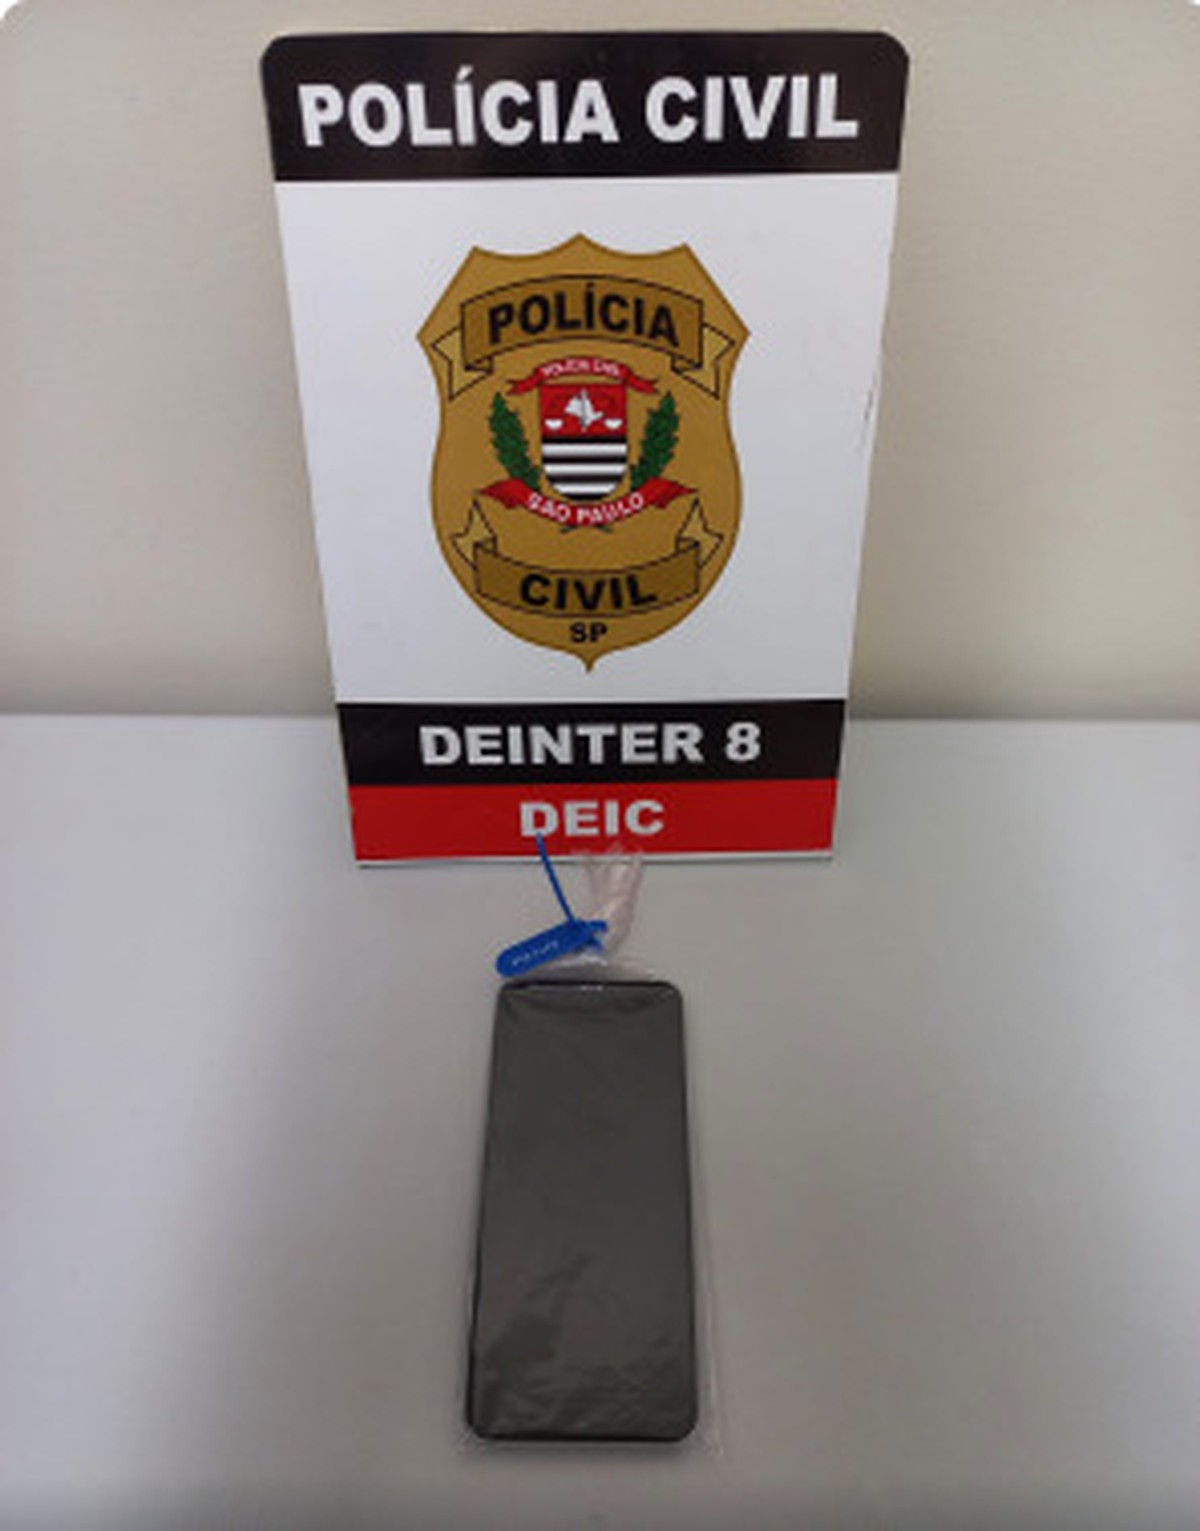 POLÍCIA CIVIL
POLÍCIA
SÃO PAULO
CIVIL
SP
DEINTER 8
DEIC